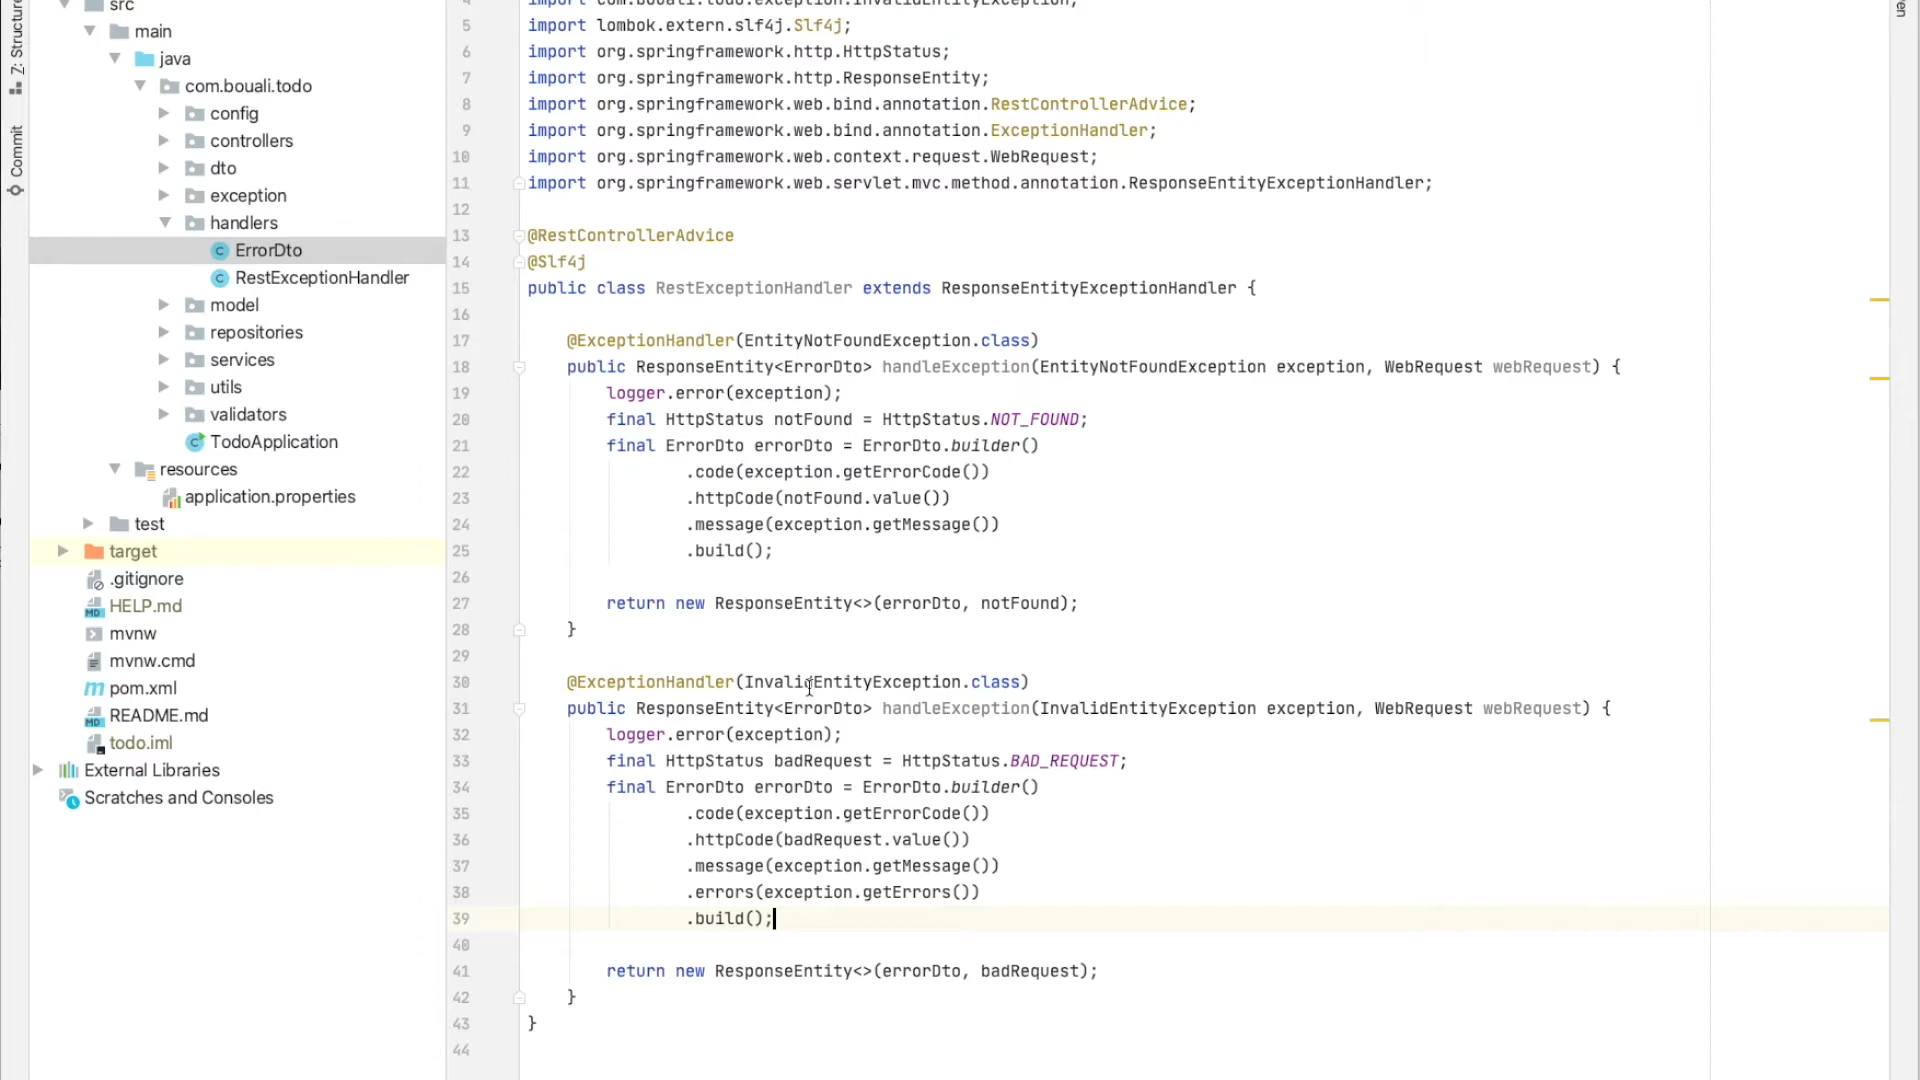 Z: Structure
Commit
src
main
java
com.bouali.todo
config
controllers
dto
exception
handlers
ErrorDto
RestExceptionHandler
model
repositories
services
utils
validators
TodoApplication
resources
application.properties
test
target
.gitignore
HELP.md
mvnw
mvnw.cmd
pom.xml
README.md
todo.iml
External Libraries
Scratches and Consoles
4 import com.bouali.todo.exception.InvalidEntityException;
5 import lombok.extern.slf4j.Slf4j;
6 import org.springframework.http.HttpStatus;
7 import org.springframework.http.ResponseEntity;
8 import org.springframework.web.bind.annotation.RestControllerAdvice;
9 import org.springframework.web.bind.annotation.ExceptionHandler;
10 import org.springframework.web.context.request.WebRequest;
11 import org.springframework.web.servlet.mvc.method.annotation.ResponseEntityExceptionHandler;
12
13 @RestControllerAdvice
14 @Slf4j
15 public class RestExceptionHandler extends ResponseEntityExceptionHandler {
16
17 @ExceptionHandler(EntityNotFoundException.class)
18 public ResponseEntity<ErrorDto> handleException(EntityNotFoundException exception, WebRequest webRequest) {
19 logger.error(exception);
20 final HttpStatus notFound = HttpStatus.NOT_FOUND;
21 final ErrorDto errorDto = ErrorDto.builder()
22 .code(exception.getErrorCode())
23 .httpCode(notFound.value())
24 .message(exception.getMessage())
25 .build();
26
27 return new ResponseEntity<>(errorDto, notFound);
28 }
29
30 @ExceptionHandler(InvalidEntityException.class)
31 public ResponseEntity<ErrorDto> handleException(InvalidEntityException exception, WebRequest webRequest) {
32 logger.error(exception);
33 final HttpStatus badRequest = HttpStatus.BAD_REQUEST;
34 final ErrorDto errorDto = ErrorDto.builder()
35 .code(exception.getErrorCode())
36 .httpCode(badRequest.value())
37 .message(exception.getMessage())
38 .errors(exception.getErrors())
39 .build();
40
41 return new ResponseEntity<>(errorDto, badRequest);
42 }
43 }
44